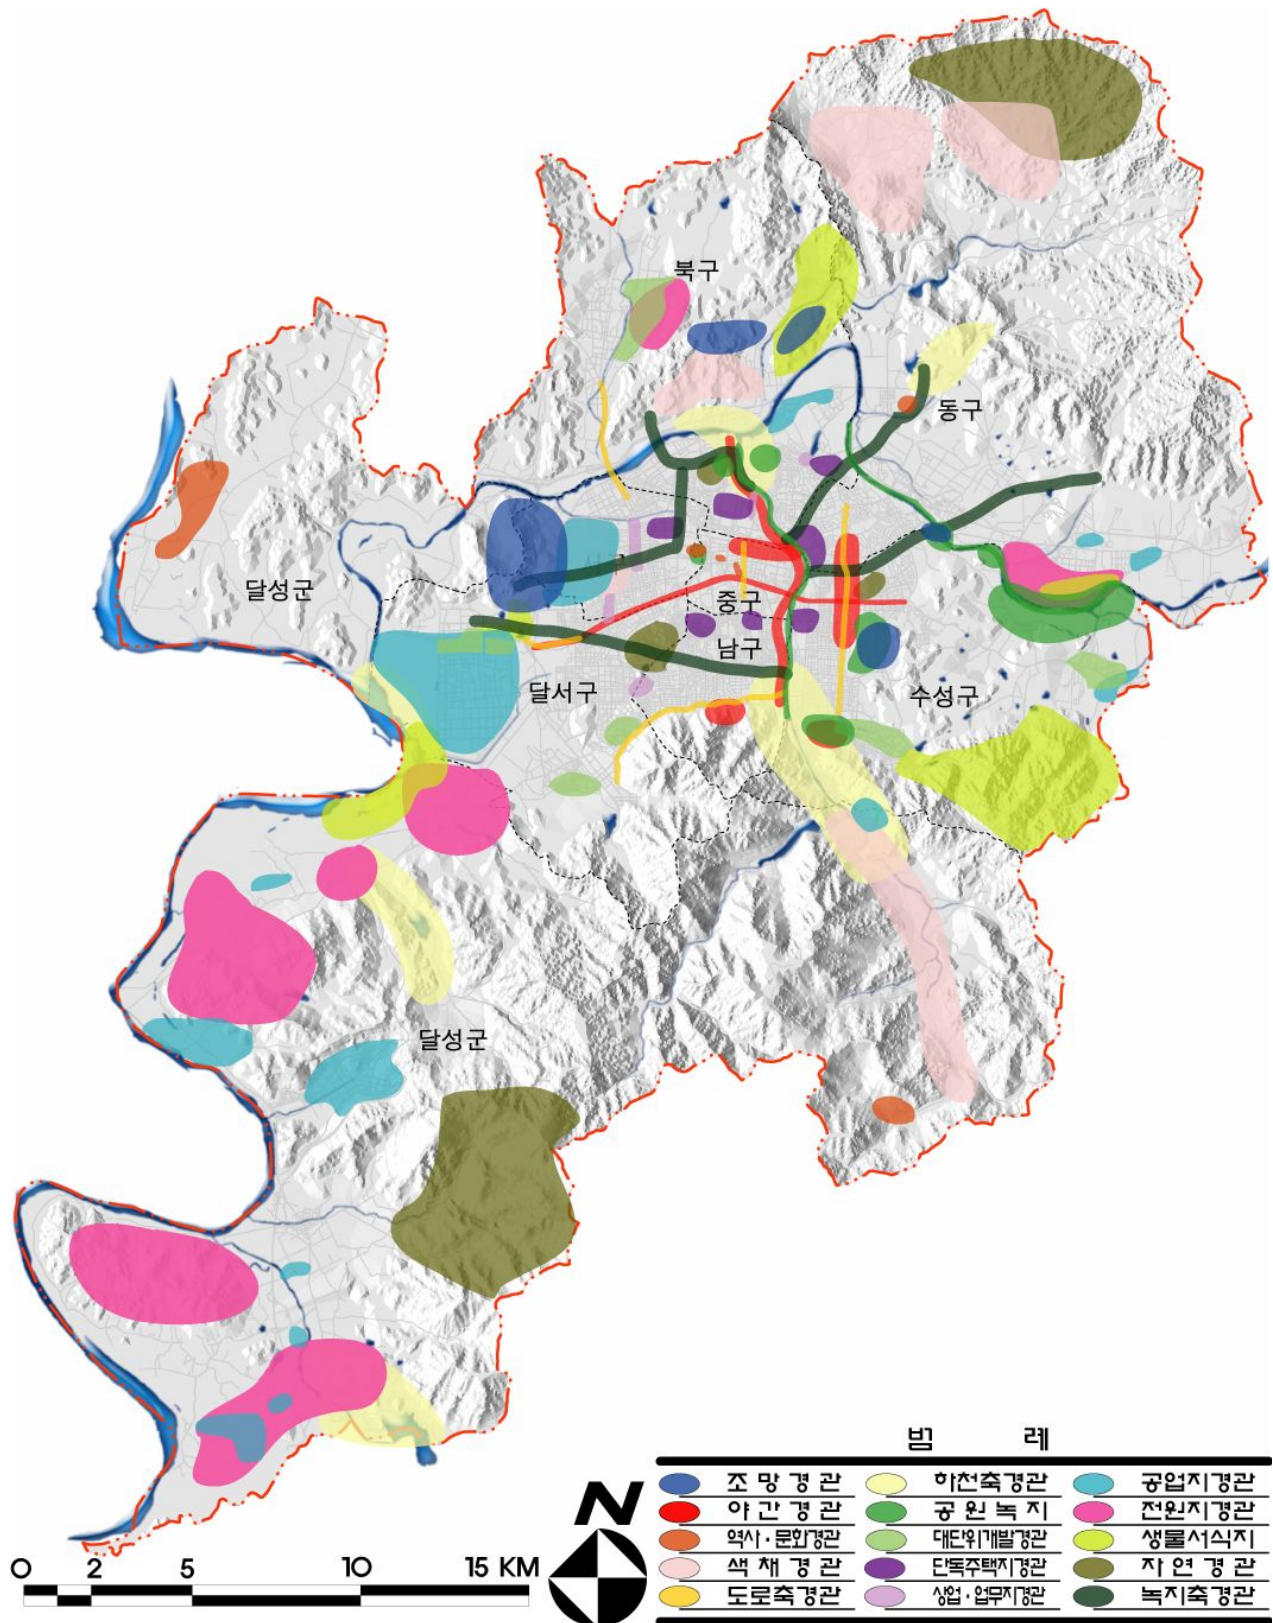 북구
동구
달성군
중구
남구
달서구
수성구
달성군
범 례
조망경관 하천축경관 공업지경관
야간경관 공원녹지 전원지경관
역사·문화경관 대단위개발경관 생물서식지
색채경관 단독주택지경관 자연경관
도로축경관 상업·업무지경관 녹지축경관
N
0 2 5 10 15 KM